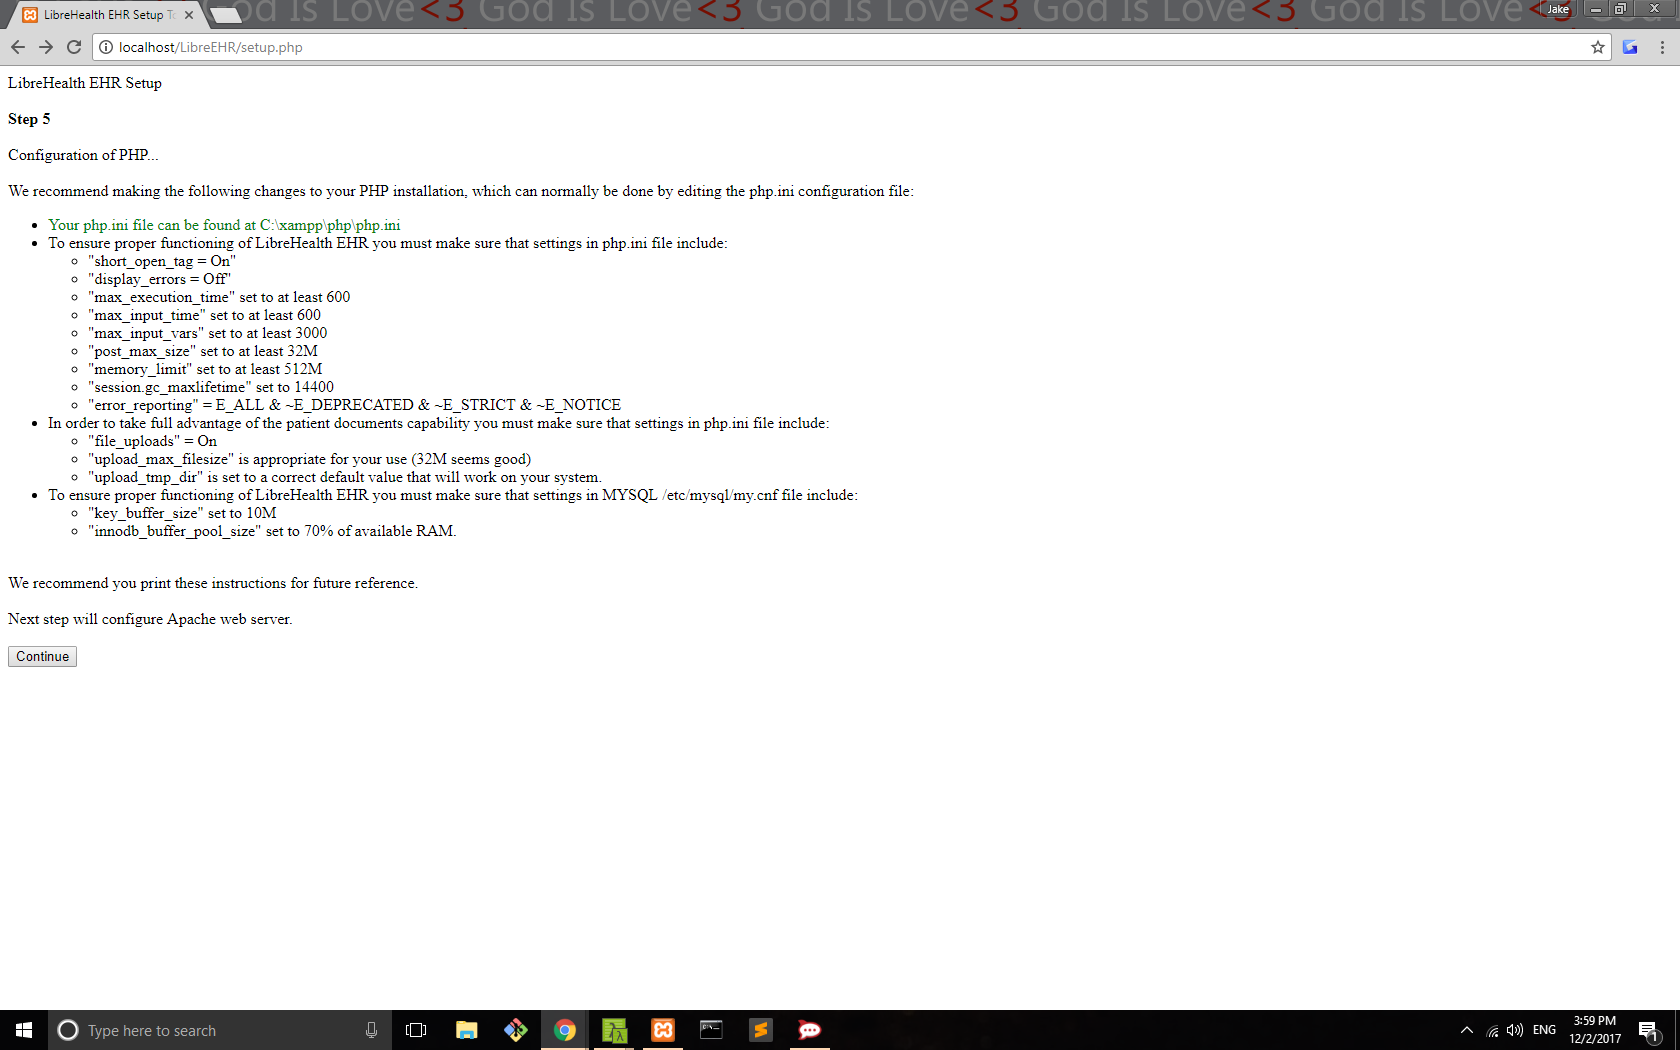 God Is Love<3 God Is Love<3 God Is Love<3 God Is Love<3 God Is Love<3 God Is
LibreHealth EHR Setup To
Jake
localhost/LibreEHR/setup.php
LibreHealth EHR Setup
Step 5
Configuration of PHP...
We recommend making the following changes to your PHP installation, which can normally be done by editing the php.ini configuration file:
Your php.ini file can be found at C:\xampp\php\php.ini
To ensure proper functioning of LibreHealth EHR you must make sure that settings in php.ini file include:
"short_open_tag = On"
"display_errors = Off"
"max_execution_time" set to at least 600
"max_input_time" set to at least 600
"max_input_vars" set to at least 3000
"post_max_size" set to at least 32M
"memory_limit" set to at least 512M
"session.gc_maxlifetime" set to 14400
"error_reporting" = E_ALL & ~E_DEPRECATED & ~E_STRICT & ~E_NOTICE
In order to take full advantage of the patient documents capability you must make sure that settings in php.ini file include:
"file_uploads" = On
"upload_max_filesize" is appropriate for your use (32M seems good)
"upload_tmp_dir" is set to a correct default value that will work on your system.
To ensure proper functioning of LibreHealth EHR you must make sure that settings in MYSQL /etc/mysql/my.cnf file include:
"key_buffer_size" set to 10M
"innodb_buffer_pool_size" set to 70% of available RAM.
We recommend you print these instructions for future reference.
Next step will configure Apache web server.
Continue
Type here to search
ENG
3:59 PM
12/2/2017
1